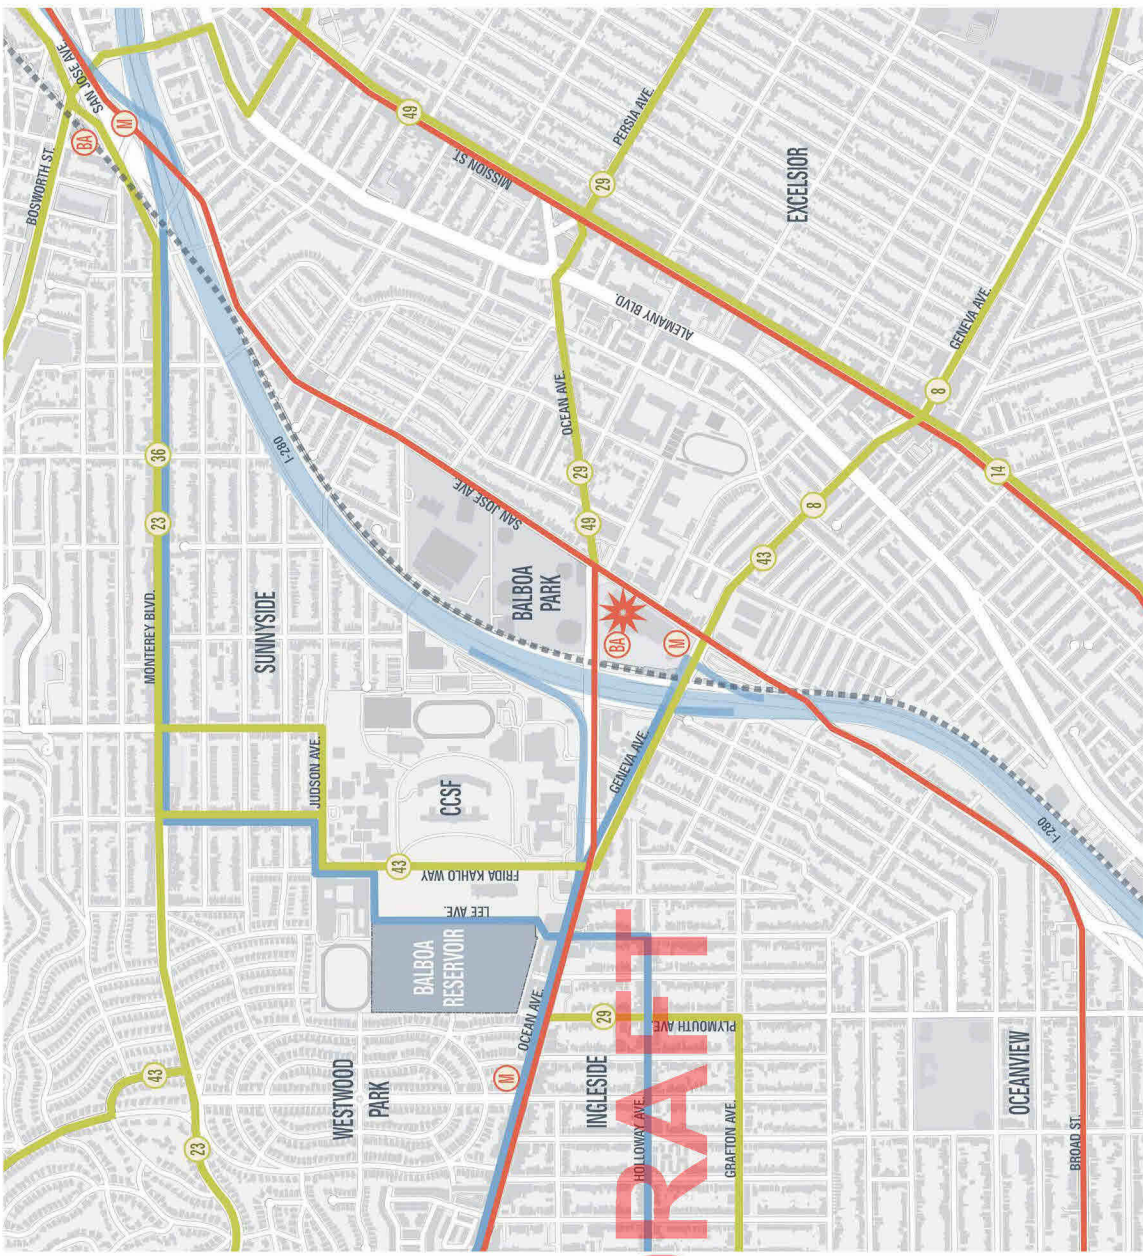 BOSWORTH ST.
SAN JOSE AVE.
BA
M
MONTEREY BLVD.
43
23
23
36
SUNNYSIDE
I-280
JUDSON AVE.
WESTWOOD
PARK
43
FRIDA KAHLO WAY
LEE AVE.
BALBOA
RESERVOIR
CCSF
49
MISSION ST.
SAN JOSE AVE.
M
OCEAN AVE.
BALBOA
PARK
OCEAN AVE.
29
49
29
PERSIA AVE.
INGLESIDE
29
BA
GENEVA AVE.
HOLLOWAY AVE.
PLYMOUTH AVE.
RAFT
M
ALEMANY BLVD.
GRAFTON AVE.
43
8
EXCELSIOR
8
GENEVA AVE.
14
OCEANVIEW
I-280
BROAD ST.